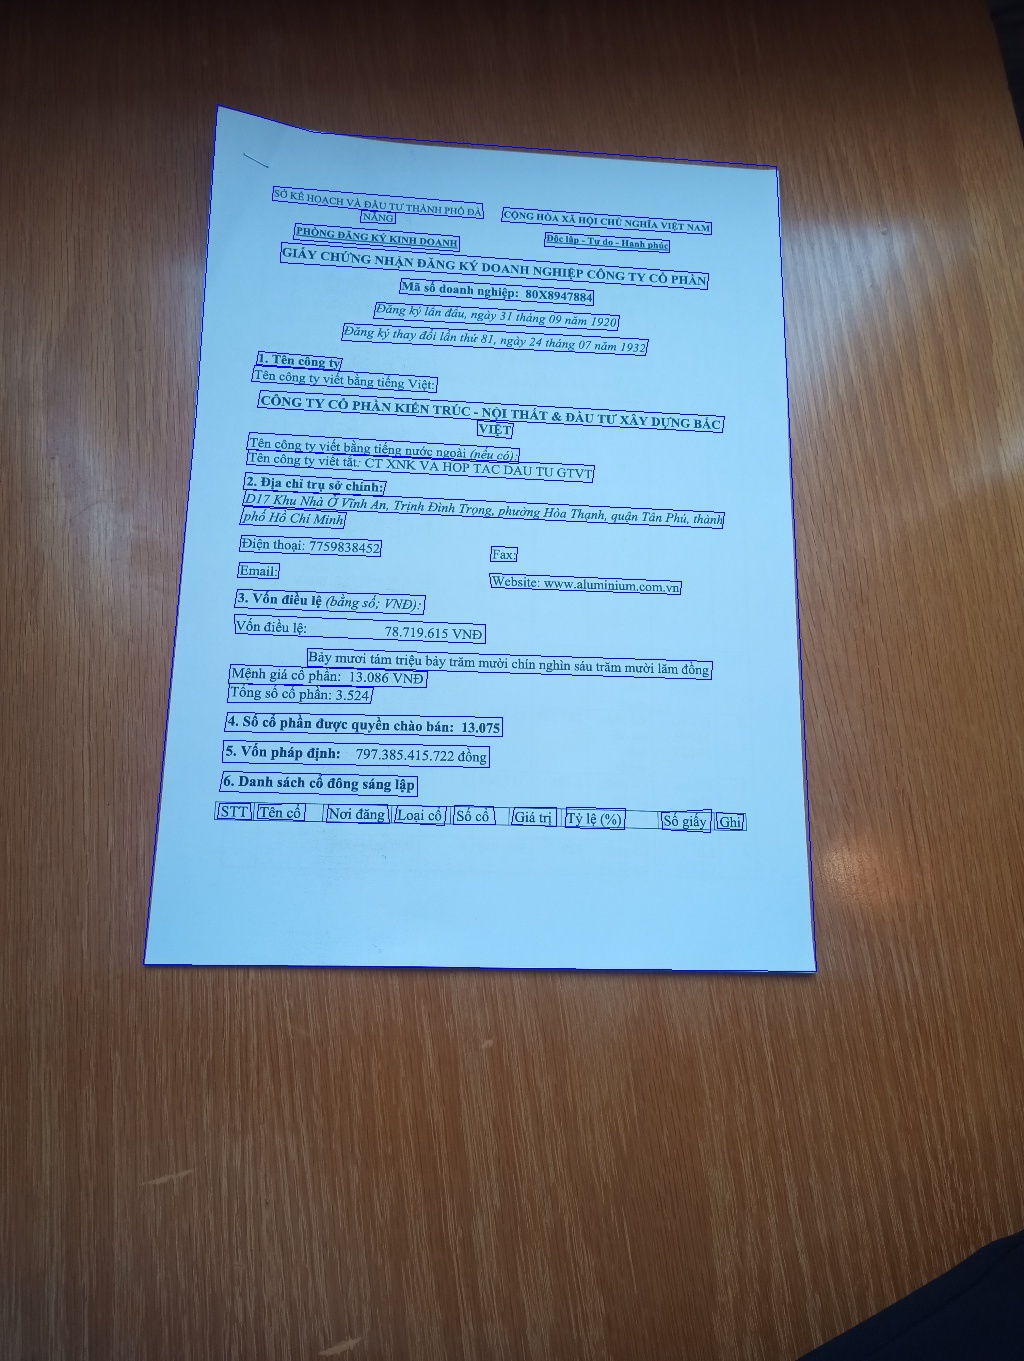 SỞ KẾ HOẠCH VÀ ĐẦU TƯ THÀNH PHỐ ĐÀ
NẴNG
CỘNG HÒA XÃ HỘI CHỦ NGHĨA VIỆT NAM
PHÒNG ĐĂNG KÝ KINH DOANH
Độc lập - Tự do - Hạnh phúc
GIẤY CHỨNG NHẬN ĐĂNG KÝ DOANH NGHIỆP CÔNG TY CỔ PHẦN
Mã số doanh nghiệp: 80X8947884
Đăng ký lần đầu, ngày 31 tháng 09 năm 1920
Đăng ký thay đổi lần thứ 81, ngày 24 tháng 07 năm 1932
1. Tên công ty
Tên công ty viết bằng tiếng Việt:
CÔNG TY CỔ PHẦN KIẾN TRÚC - NỘI THẤT & ĐẦU TƯ XÂY DỰNG BẮC
VIỆT
Tên công ty viết bằng tiếng nước ngoài (nếu có):
Tên công ty viết tắt: CT XNK VA HOP TAC DAU TU GTVT
2. Địa chỉ trụ sở chính:
D17 Khu Nhà Ở Vĩnh An, Trịnh Đình Trọng, phường Hòa Thạnh, quận Tân Phú, thành
phố Hồ Chí Minh
Điện thoại: 7759838452
Fax:
Email:
Website: www.aluminium.com.vn
3. Vốn điều lệ (bằng số; VNĐ):
Vốn điều lệ: 78.719.615 VNĐ
Bảy mươi tám triệu bảy trăm mười chín nghìn sáu trăm mười lăm đồng
Mệnh giá cổ phần: 13.086 VNĐ
Tổng số cổ phần: 3.524
4. Số cổ phần được quyền chào bán: 13.075
5. Vốn pháp định: 797.385.415.722 đồng
6. Danh sách cổ đông sáng lập
STT Tên cổ Nơi đăng Loại cổ Số cổ Giá trị Tỷ lệ (%) Số giấy Ghi